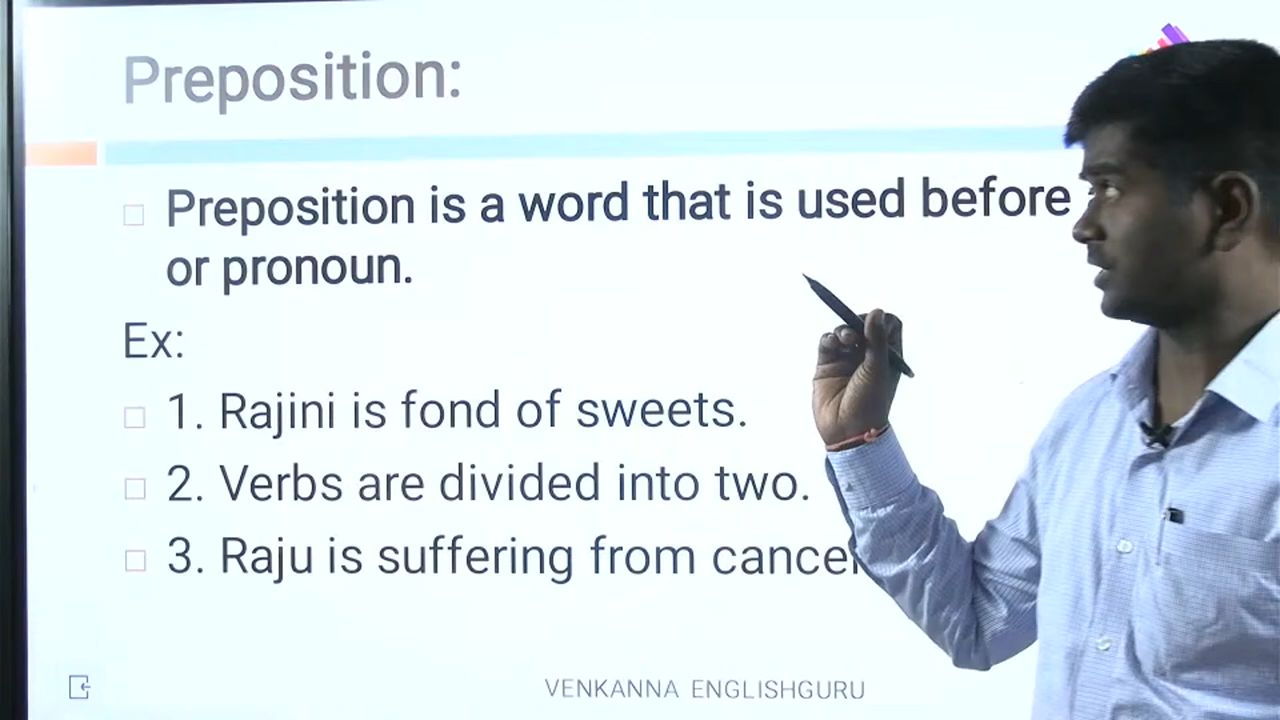 Preposition:
Preposition is a word that is used before
or pronoun.
Ex:
1. Rajini is fond of sweets.
2. Verbs are divided into two.
3. Raju is suffering from cancer
VENKANNA ENGLISHGURU